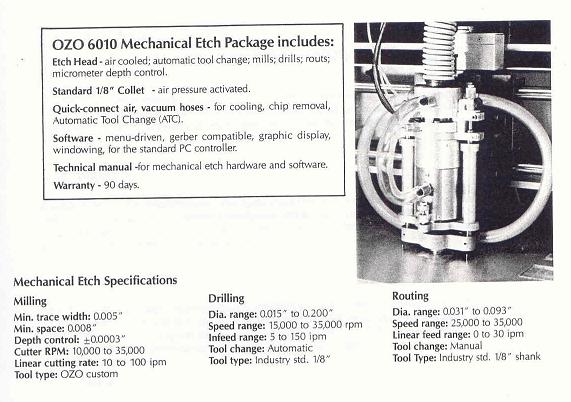 OZO 6010 Mechanical Etch Package includes:
Etch Head - air cooled; automatic tool change; mills; drills; routs;
micrometer depth control.
Standard 1/8" Collet - air pressure activated.
Quick-connect air, vacuum hoses - for cooling, chip removal,
Automatic Tool Change (ATC).
Software - menu-driven, gerber compatible, graphic display,
windowing, for the standard PC controller.
Technical manual -for mechanical etch hardware and software.
Warranty - 90 days.
Mechanical Etch Specifications
Milling
Min. trace width: 0.005"
Min. space: 0.008"
Depth control: ±0.0003"
Cutter RPM: 10,000 to 35,000
Linear cutting rate: 10 to 100 ipm
Tool type: OZO custom
Drilling
Dia. range: 0.015" to 0.200"
Speed range: 15,000 to 35,000 rpm
Infeed range: 5 to 150 ipm
Tool change: Automatic
Tool type: Industry std. 1/8"
Routing
Dia. range: 0.031" to 0.093"
Speed range: 25,000 to 35,000
Linear feed range: 0 to 30 ipm
Tool change: Manual
Tool Type: Industry std. 1/8" shank